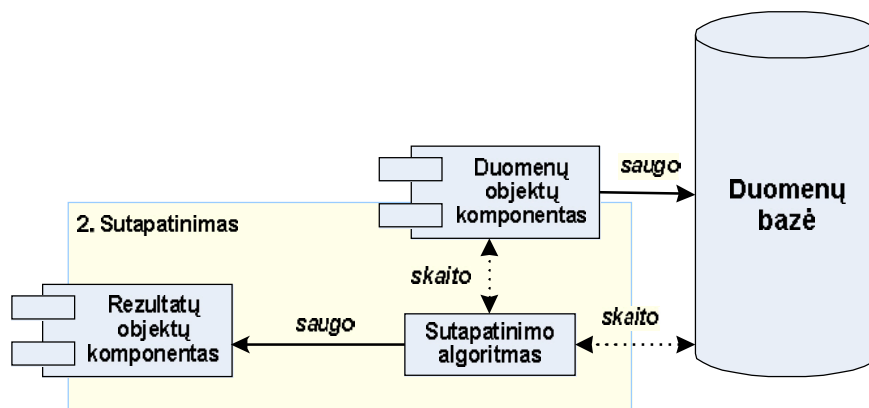 Duomenų
objektų
komponentas
saugo
Duomenų
bazė
2. Sutapatinimas
skaito
Rezultatų
objektų
komponentas
saugo
Sutapatinimo
algoritmas
skaito